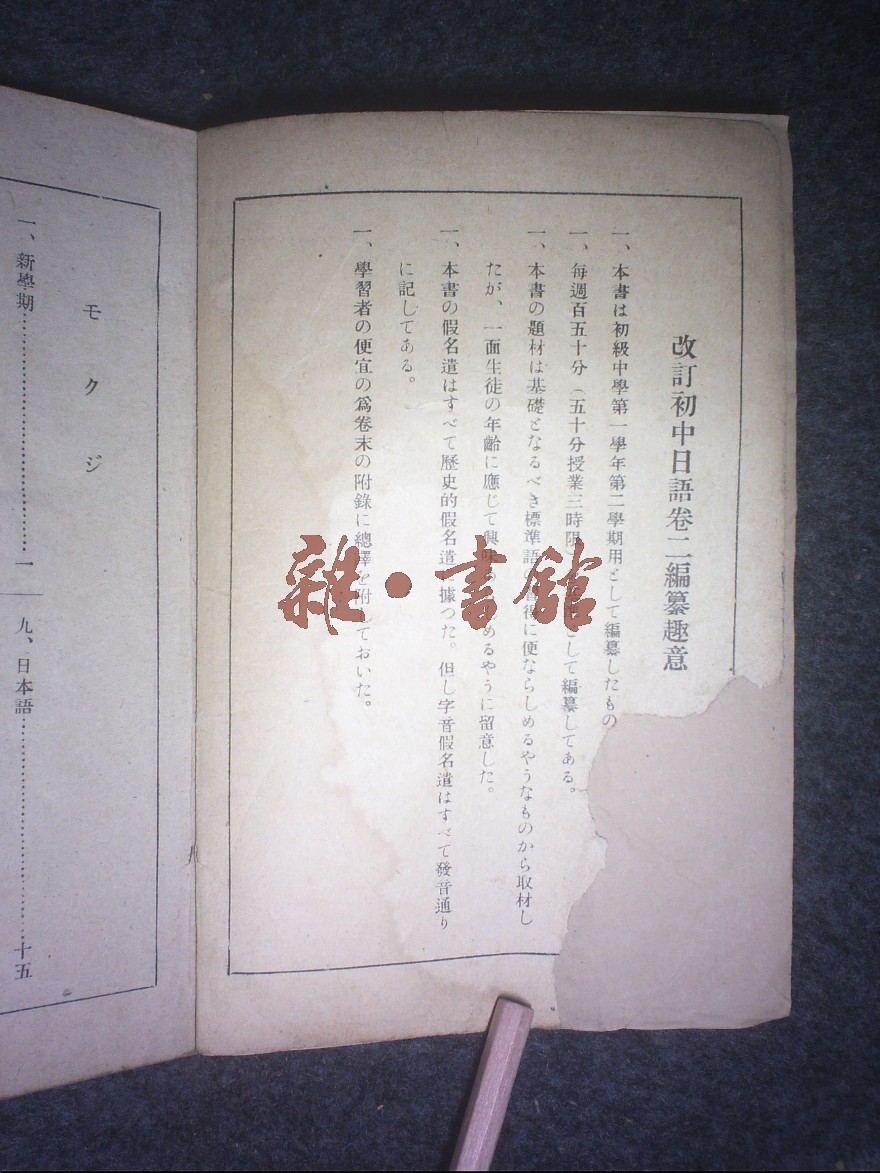 改訂初中日語卷二編纂趣意
一、本書は初級中學第一學年第二學期用として編纂したもの
一、每週百五十分（五十分授業三時限）として編纂してある。
一、本書の題材は基礎となるべき標準語の得に便ならしめるやうなものから取材し
たが、一面生徒の年齡に應じて興めるやうに留意した。
一、本書の假名遣はすべて歷史的假名遣據つた。但し字音假名遣はすべて發音通り
に記してある。
一、學習者の便宜の爲卷末の附錄に總譯を附しておいた。
モクジ
一、新學期…………………………一
九、日本語…………………………十五
雜·書館